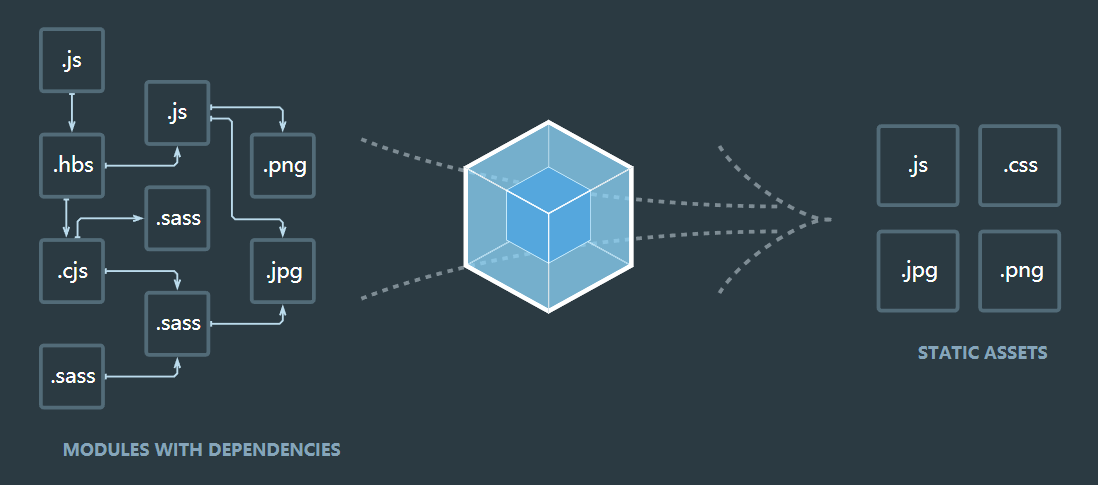 .js
.js
.hbs
.png
.sass
.cjs
.jpg
.sass
.sass
MODULES WITH DEPENDENCIES
.js
.css
.jpg
.png
STATIC ASSETS